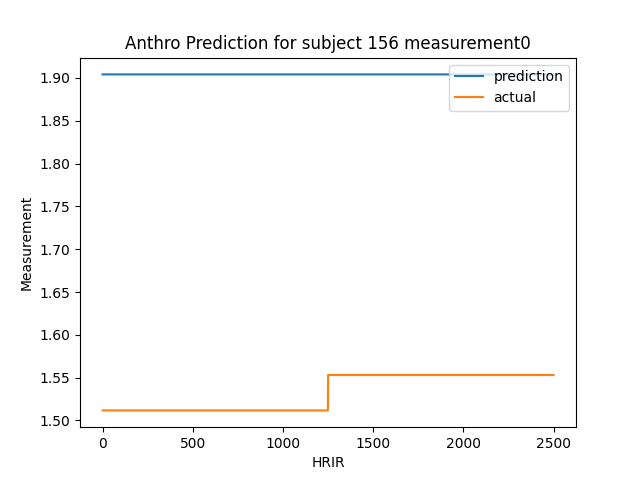 Anthro Prediction for subject 156 measurement0
prediction
actual
Measurement
1.90
1.85
1.80
1.75
1.70
1.65
1.60
1.55
1.50
0 500 1000 1500 2000 2500
HRIR